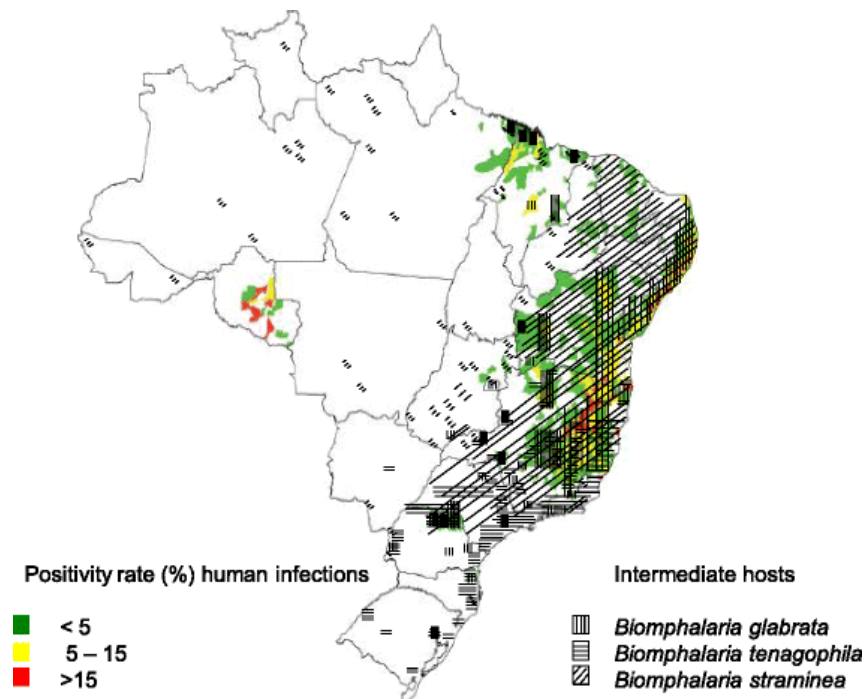 Positivity rate (%) human infections
< 5
5 – 15
>15
Intermediate hosts
Biomphalaria glabrata
Biomphalaria tenagophila
Biomphalaria straminea